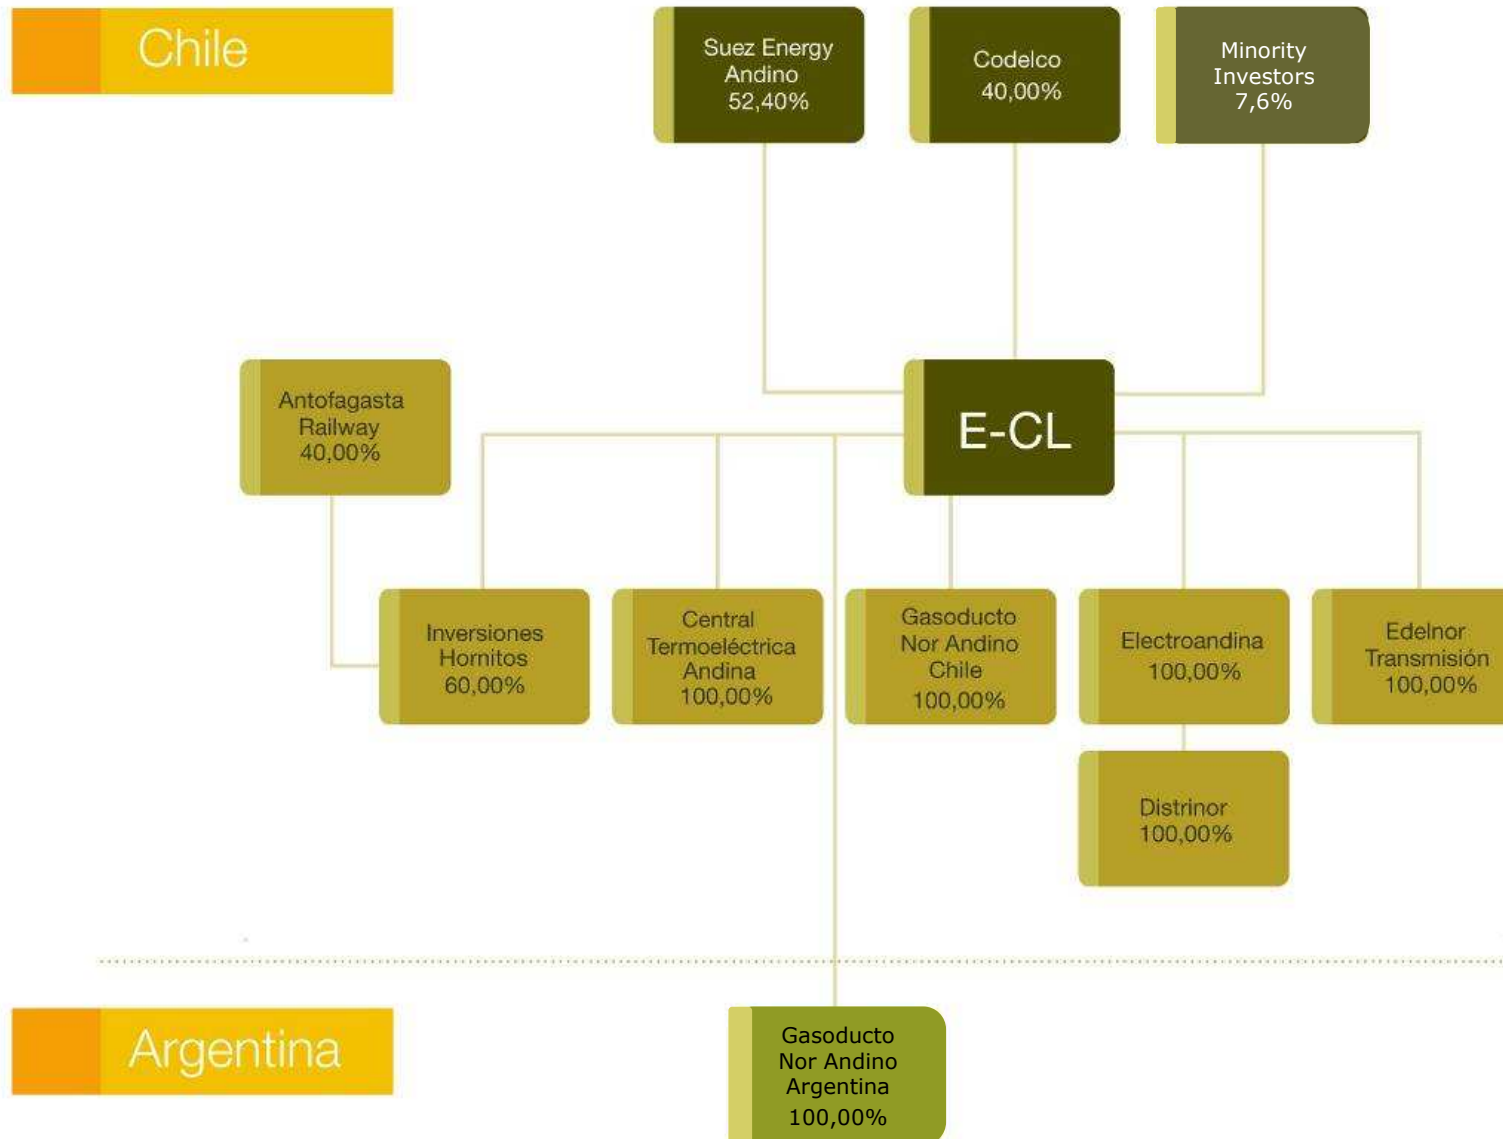 Chile
Suez Energy
Andino
52,40%
Codelco
40,00%
Minority
Investors
7,6%
Antofagasta
Railway
40,00%
E-CL
Inversiones
Hornitos
60,00%
Central
Termoeléctrica
Andina
100,00%
Gasoducto
Nor Andino
Chile
100,00%
Electroandina
100,00%
Edelnor
Transmisión
100,00%
Distrinor
100,00%
Argentina
Gasoducto
Nor Andino
Argentina
100,00%